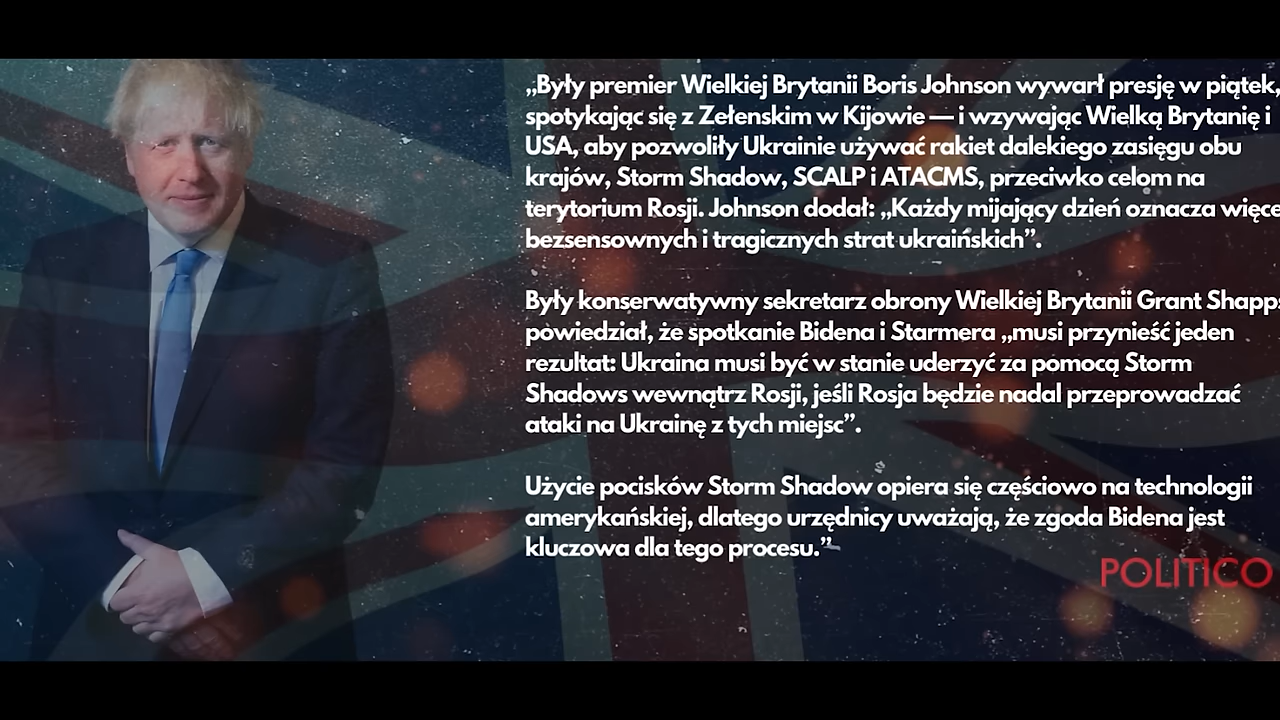 „Były premier Wielkiej Brytanii Boris Johnson wywarł presję w piątek,
spotykając się z Zełenskim w Kijowie — i wzywając Wielką Brytanię i
USA, aby pozwoliły Ukrainie używać rakiet dalekiego zasięgu obu
krajów, Storm Shadow, SCALP i ATACMS, przeciwko celom na
terytorium Rosji. Johnson dodał: „Każdy mijający dzień oznacza więce
bezsensownych i tragicznych strat ukraińskich”.
Były konserwatywny sekretarz obrony Wielkiej Brytanii Grant Shapps
powiedział, że spotkanie Bidena i Starmera „musi przynieść jeden
rezultat: Ukraina musi być w stanie uderzyć za pomocą Storm
Shadows wewnątrz Rosji, jeśli Rosja będzie nadal przeprowadzać
ataki na Ukrainę z tych miejsc”.
Użycie pocisków Storm Shadow opiera się częściowo na technologii
amerykańskiej, dlatego urzędnicy uważają, że zgoda Bidena jest
kluczowa dla tego procesu.”
POLITICO